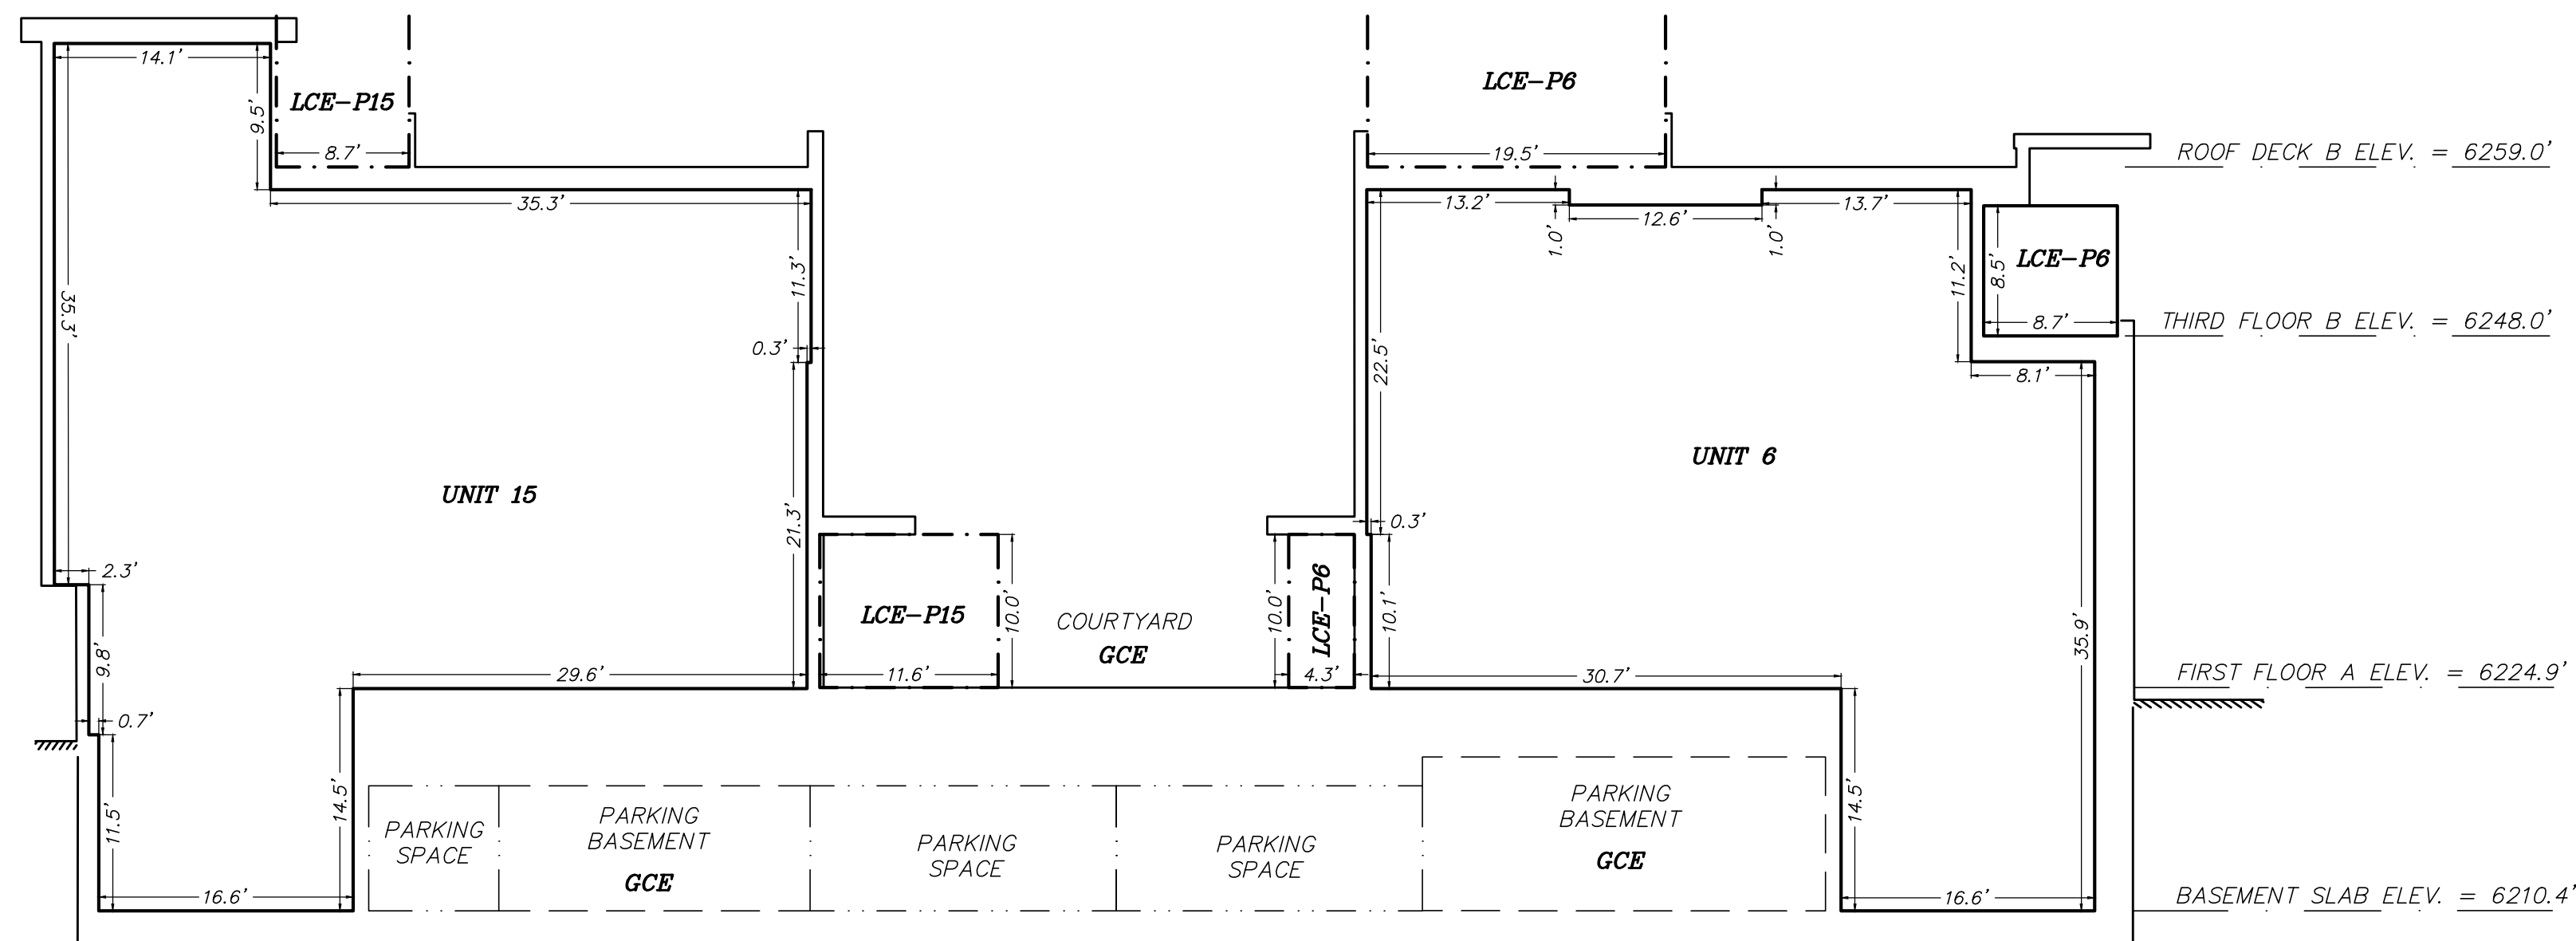 14.1'
9.5'
LCE-P15
8.7'
35.3'
35.3'
11.3'
0.3'
21.3'
UNIT 15
2.3'
9.8'
0.7'
11.5'
16.6'
14.5'
29.6'
LCE-P15
11.6'
10.0'
COURTYARD
GCE
10.0'
LCE-P6
4.3'
LCE-P6
19.5'
13.2'
1.0'
12.6'
1.0'
13.7'
22.5'
0.3'
10.1'
30.7'
UNIT 6
11.2'
8.5'
LCE-P6
8.7'
8.1'
35.9'
14.5'
16.6'
PARKING
SPACE
PARKING
BASEMENT
GCE
PARKING
SPACE
PARKING
SPACE
PARKING
BASEMENT
GCE
ROOF DECK B ELEV. = 6259.0'
THIRD FLOOR B ELEV. = 6248.0'
FIRST FLOOR A ELEV. = 6224.9'
BASEMENT SLAB ELEV. = 6210.4'